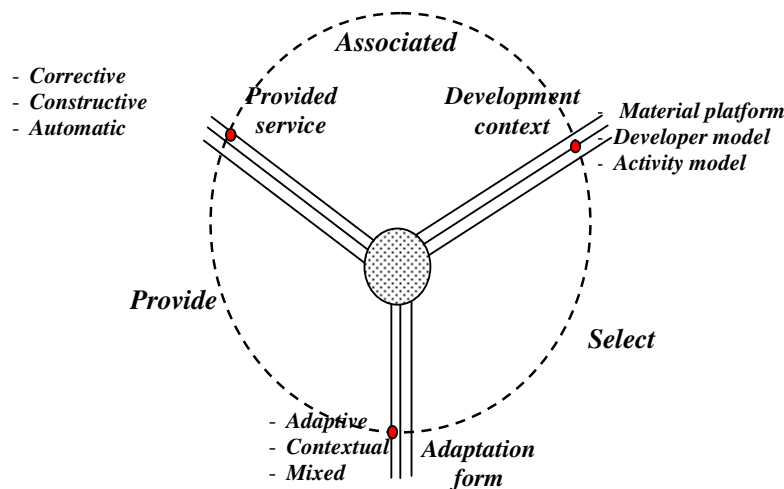 Associated
- Corrective
- Constructive
- Automatic
Provided
service
Development
context
- Material platform
- Developer model
- Activity model
Provide
Select
- Adaptive
- Contextual
- Mixed
Adaptation
form